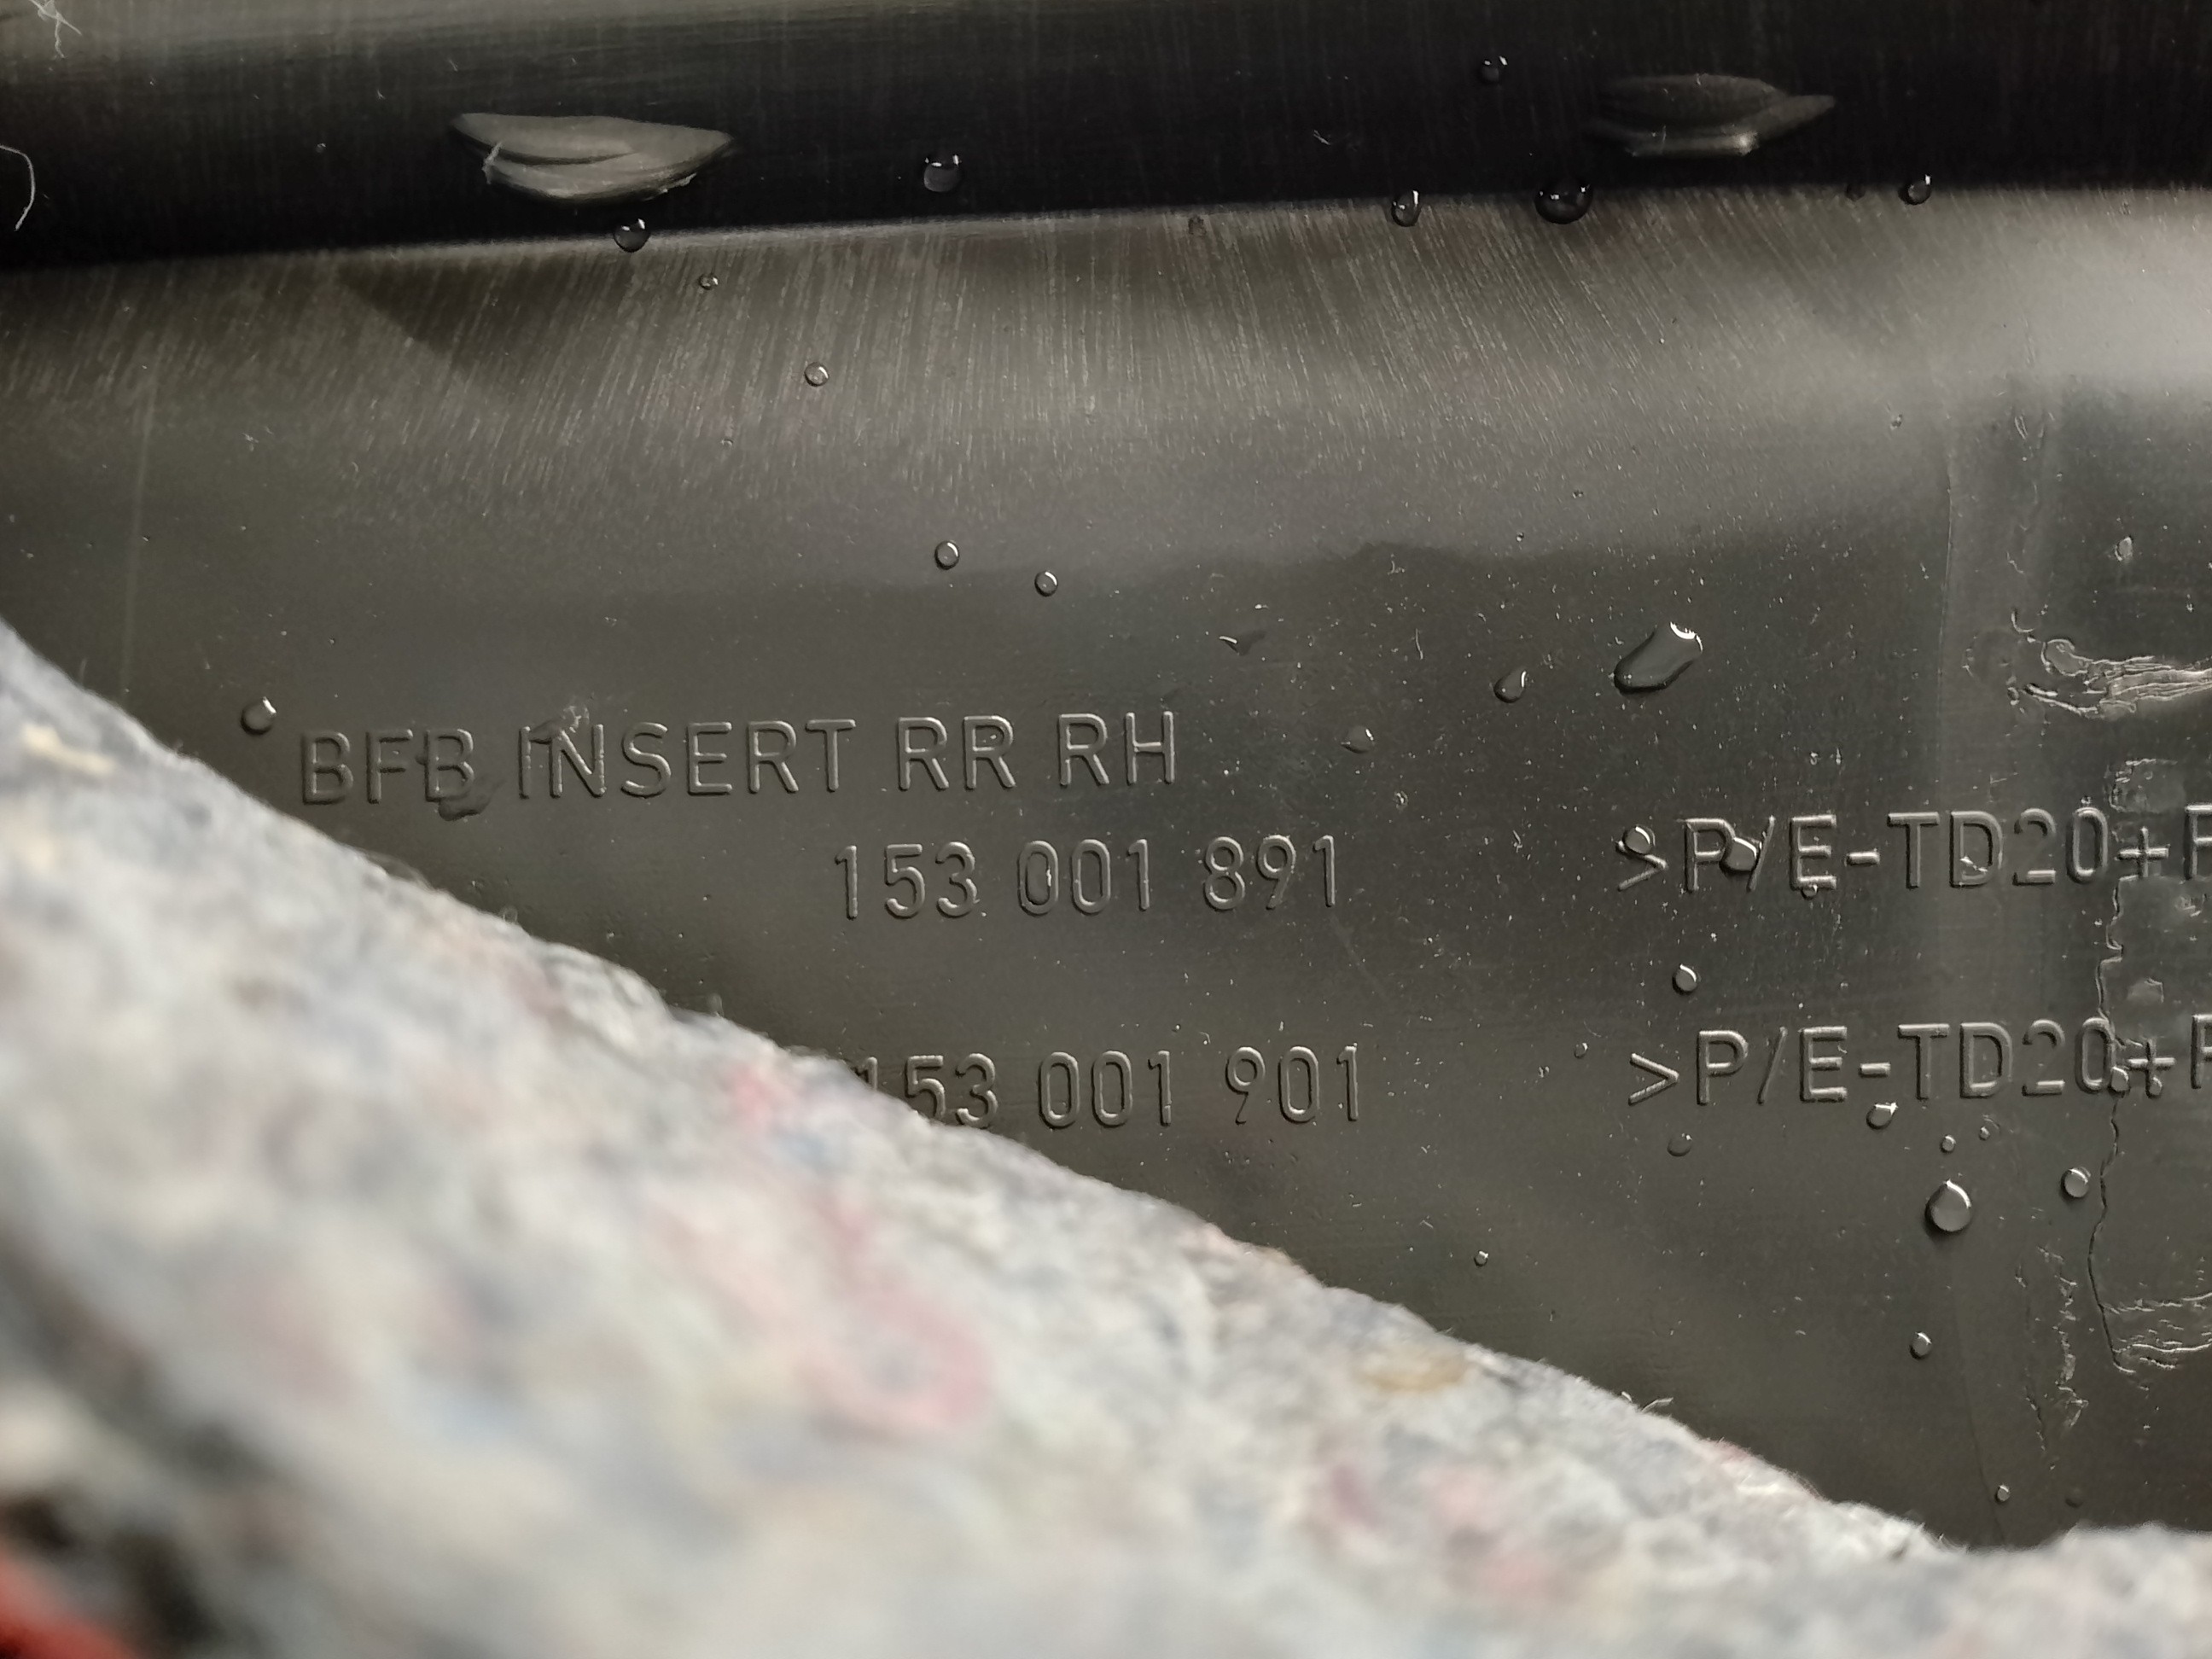 BFB INSERT RR RH
153 001 891 >P/E-TD20+
153 001 901 >P/E-TD20+